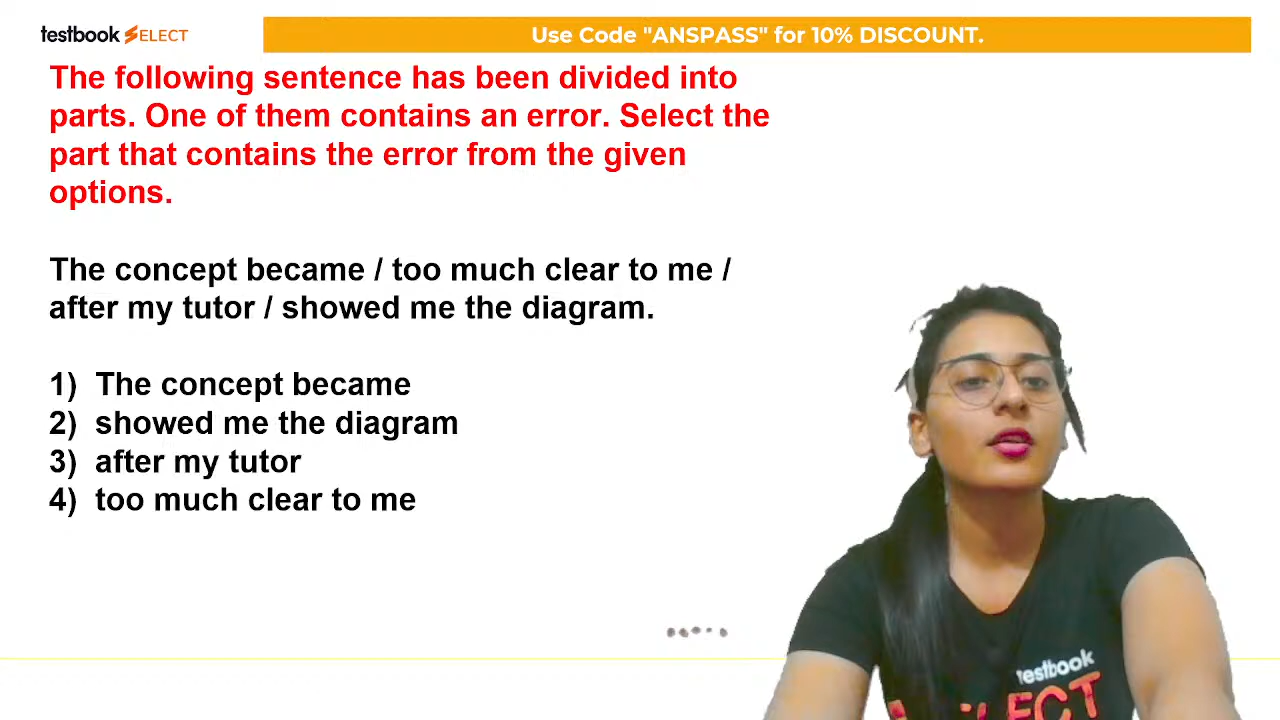 testbook SELECT
Use Code "ANSPASS" for 10% DISCOUNT.
The following sentence has been divided into
parts. One of them contains an error. Select the
part that contains the error from the given
options.
The concept became / too much clear to me /
after my tutor / showed me the diagram.
1) The concept became
2) showed me the diagram
3) after my tutor
4) too much clear to me
testbook